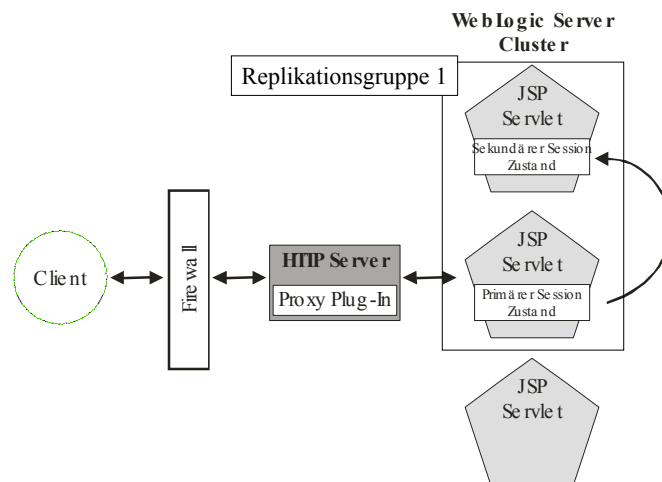 WebLogic Server
Cluster
Replikationsgruppe 1
JSP
Servlet
Sekundärer Session
Zustand
Client
Firewall
HTTP Server
Proxy Plug-In
JSP
Servlet
Primärer Session
Zustand
JSP
Servlet